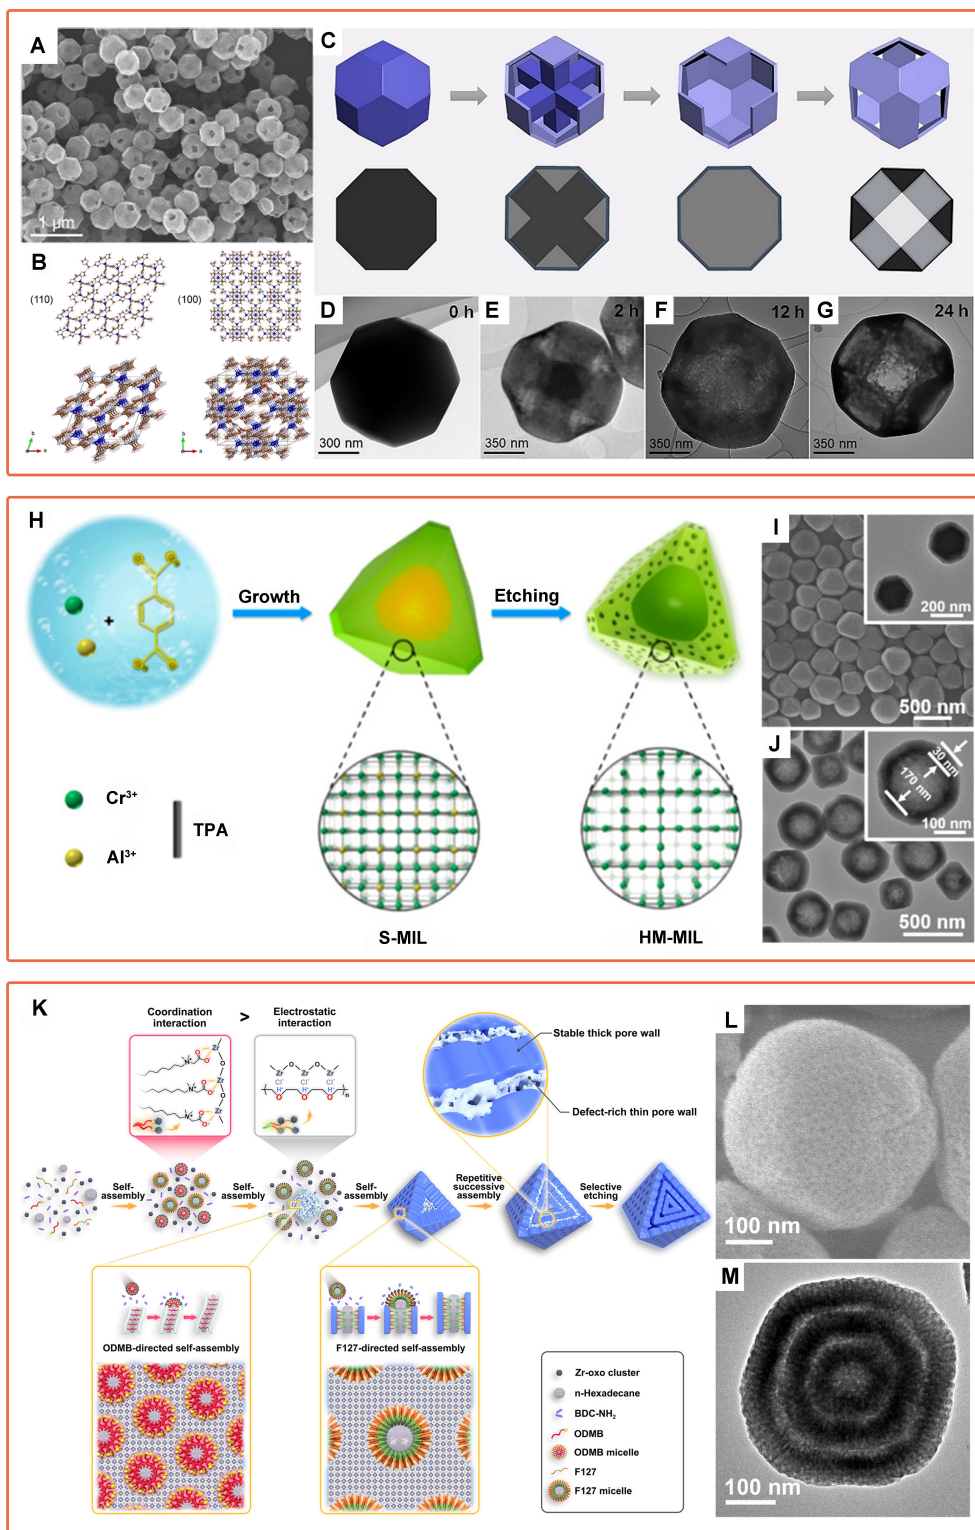 A
1 μm
B
(110)
(100)
b
a
b
a
C
D
0 h
300 nm
E
2 h
350 nm
F
12 h
350 nm
G
24 h
350 nm
H
+
Growth
Etching
Cr³⁺
Al³⁺
TPA
S-MIL
HM-MIL
I
200 nm
500 nm
J
30 nm
170 nm
100 nm
500 nm
K
Coordination
interaction
>
Electrostatic
interaction
Stable thick pore wall
Defect-rich thin pore wall
Self-
assembly
Self-
assembly
Self-
assembly
Repetitive
successive
assembly
Selective
etching
ODMB-directed self-assembly
F127-directed self-assembly
Zr-oxo cluster
n-Hexadecane
BDC-NH₂
ODMB
ODMB micelle
F127
F127 micelle
L
100 nm
M
100 nm